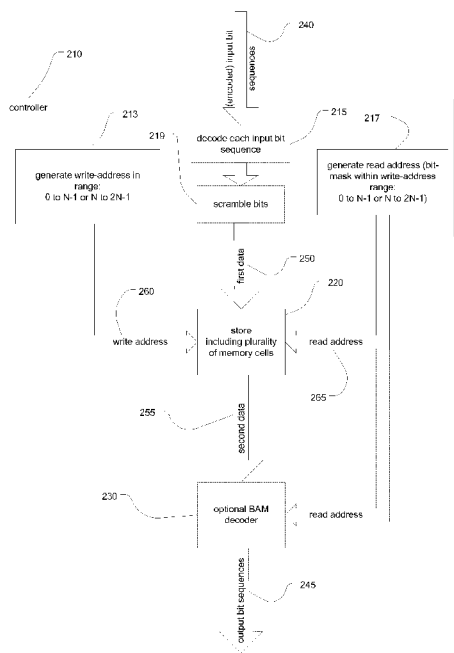 240
(encoded) input bit
sequences
210
controller
213
219
215
217
decode each input bit
sequence
generate write-address in
range:
0 to N-1 or N to 2N-1
generate read address (bit-
mask within write-address
range:
0 to N-1 or N to 2N-1)
scramble bits
first data
250
260
220
write address
store
including plurality
of memory cells
read address
265
255
second data
230
optional BAM
decoder
read address
output bit sequences
245